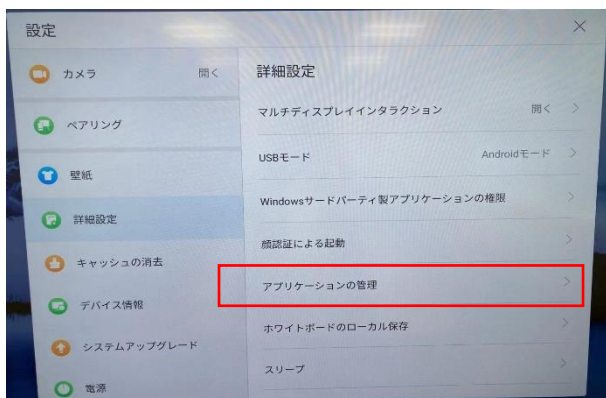 設定
カメラ 開く
ペアリング
壁紙
詳細設定
キャッシュの消去
デバイス情報
システムアップグレード
電源
詳細設定
マルチディスプレイインタラクション 開く
USBモード Androidモード
Windowsサードパーティ製アプリケーションの権限
顔認証による起動
アプリケーションの管理
ホワイトボードのローカル保存
スリープ